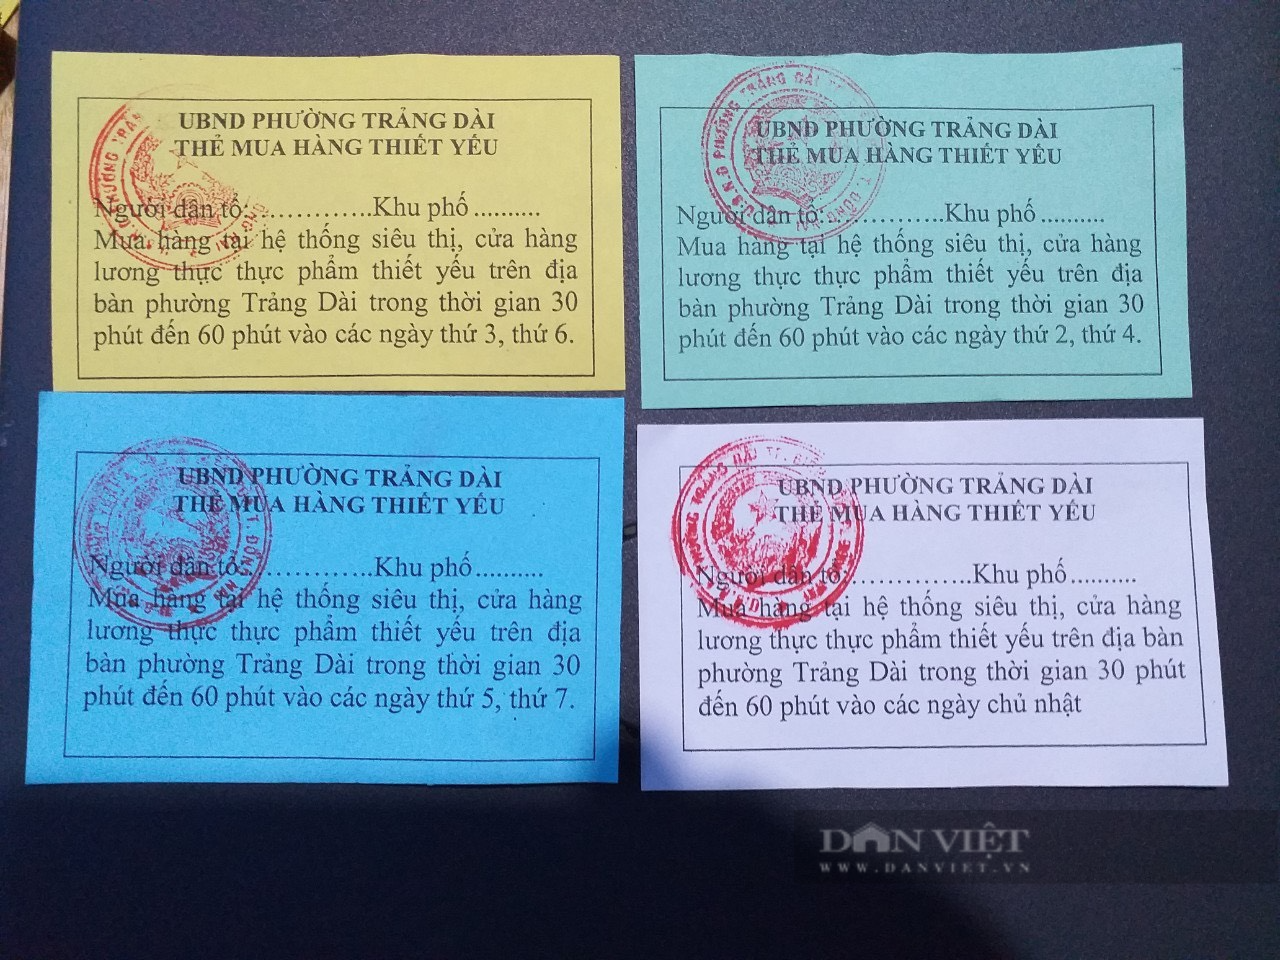 UBND PHƯỜNG TRẢNG DÀI
THẺ MUA HÀNG THIẾT YẾU
Người dân tổ:..............Khu phố..........
Mua hàng tại hệ thống siêu thị, cửa hàng
lương thực thực phẩm thiết yếu trên địa
bàn phường Trảng Dài trong thời gian 30
phút đến 60 phút vào các ngày thứ 3, thứ 6.
UBND PHƯỜNG TRẢNG DÀI
THẺ MUA HÀNG THIẾT YẾU
Người dân tổ:..............Khu phố..........
Mua hàng tại hệ thống siêu thị, cửa hàng
lương thực thực phẩm thiết yếu trên địa
bàn phường Trảng Dài trong thời gian 30
phút đến 60 phút vào các ngày thứ 2, thứ 4.
UBND PHƯỜNG TRẢNG DÀI
THẺ MUA HÀNG THIẾT YẾU
Người dân tổ:..............Khu phố..........
Mua hàng tại hệ thống siêu thị, cửa hàng
lương thực thực phẩm thiết yếu trên địa
bàn phường Trảng Dài trong thời gian 30
phút đến 60 phút vào các ngày thứ 5, thứ 7.
UBND PHƯỜNG TRẢNG DÀI
THẺ MUA HÀNG THIẾT YẾU
Người dân tổ:..............Khu phố..........
Mua hàng tại hệ thống siêu thị, cửa hàng
lương thực thực phẩm thiết yếu trên địa bàn
phường Trảng Dài trong thời gian 30 phút
đến 60 phút vào các ngày chủ nhật
DÂN VIỆT
WWW.DANVIET.VN